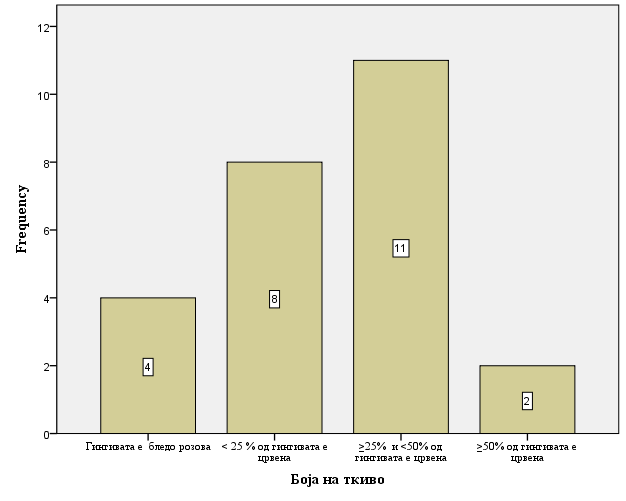 12
10
8
6
4
2
0
Frequency
4
8
11
2
Гингивата е бледо розова
< 25 % од гингивата е
црвена
≥25% и <50% од
гингивата е црвена
≥50% од гингивата е
црвена
Боја на ткиво